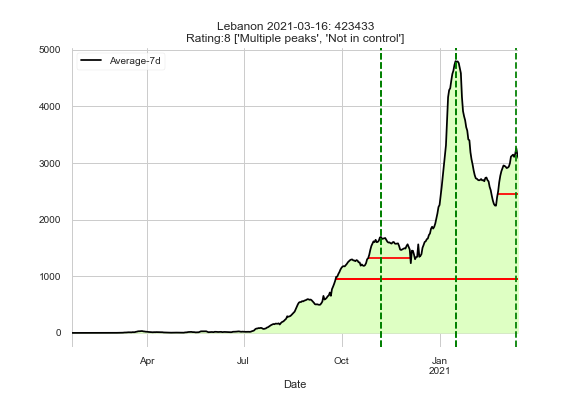 Lebanon 2021-03-16: 423433
Rating:8 ['Multiple peaks', 'Not in control']
Average-7d
5000
4000
3000
2000
1000
0
Apr
Jul
Oct
Jan
2021
Date